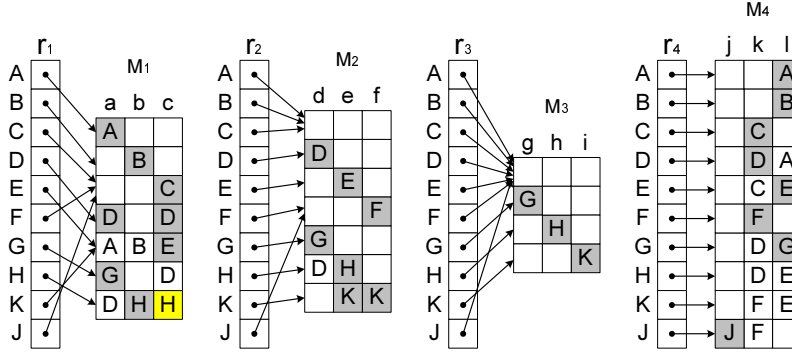 M4
r1 r2 r3 r4 j k l
M1 M2
A A A A A
a b c M3
B B d e f B B B
A g h i
C C C C C
B
D D D D D D A
C E G
E E E E C E
D D F H
F F F F F
A B E G K
G G G G D G
G D D H
H H H H D E
D H H K K
K K K K F E
J J J J J F